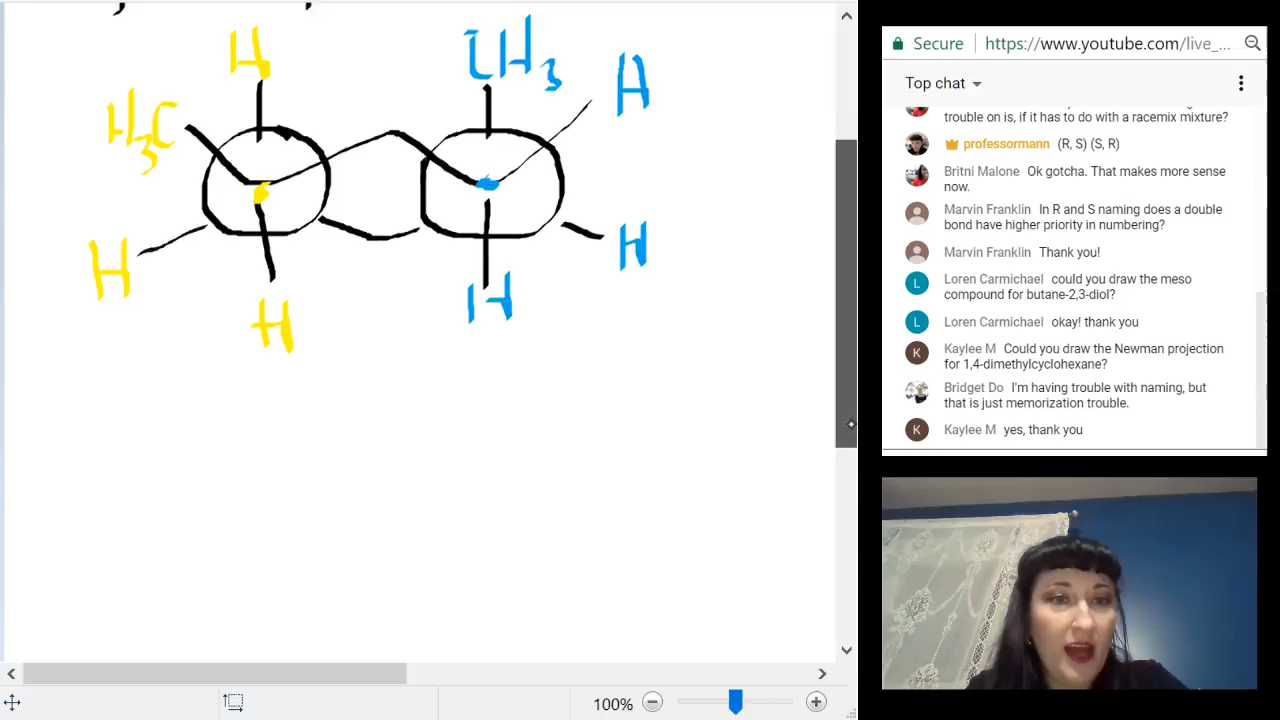 H
CH3
H
H3C
H
H
H
H
100%
Secure
https://www.youtube.com/live_...
Top chat
trouble on is, if it has to do with a racemix mixture?
professormann (R, S) (S, R)
Britni Malone Ok gotcha. That makes more sense
now.
Marvin Franklin In R and S naming does a double
bond have higher priority in numbering?
Marvin Franklin Thank you!
L
Loren Carmichael could you draw the meso
compound for butane-2,3-diol?
L
Loren Carmichael okay! thank you
K
Kaylee M Could you draw the Newman projection
for 1,4-dimethylcyclohexane?
Bridget Do I'm having trouble with naming, but
that is just memorization trouble.
K
Kaylee M yes, thank you